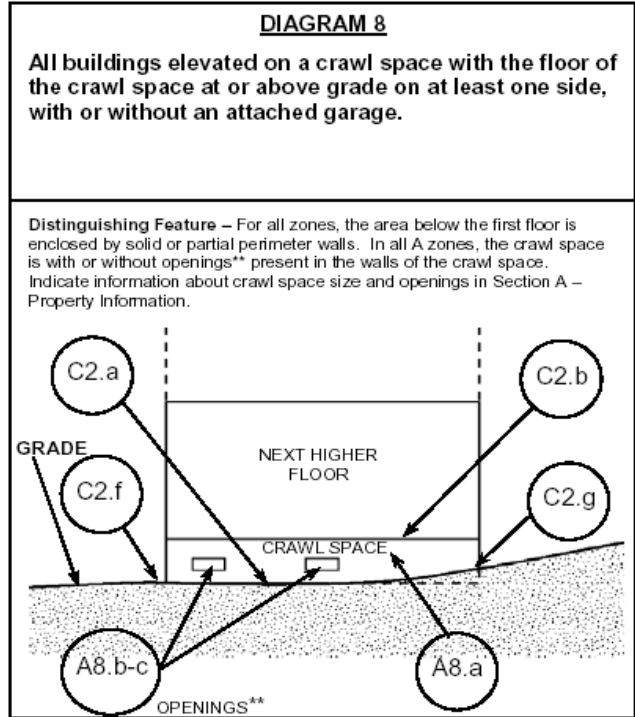 DIAGRAM 8
All buildings elevated on a crawl space with the floor of
the crawl space at or above grade on at least one side,
with or without an attached garage.
Distinguishing Feature – For all zones, the area below the first floor is
enclosed by solid or partial perimeter walls. In all A zones, the crawl space
is with or without openings** present in the walls of the crawl space.
Indicate information about crawl space size and openings in Section A –
Property Information.
C2.a
C2.b
GRADE
NEXT HIGHER
FLOOR
C2.f
C2.g
CRAWL SPACE
A8.b-c
A8.a
OPENINGS**